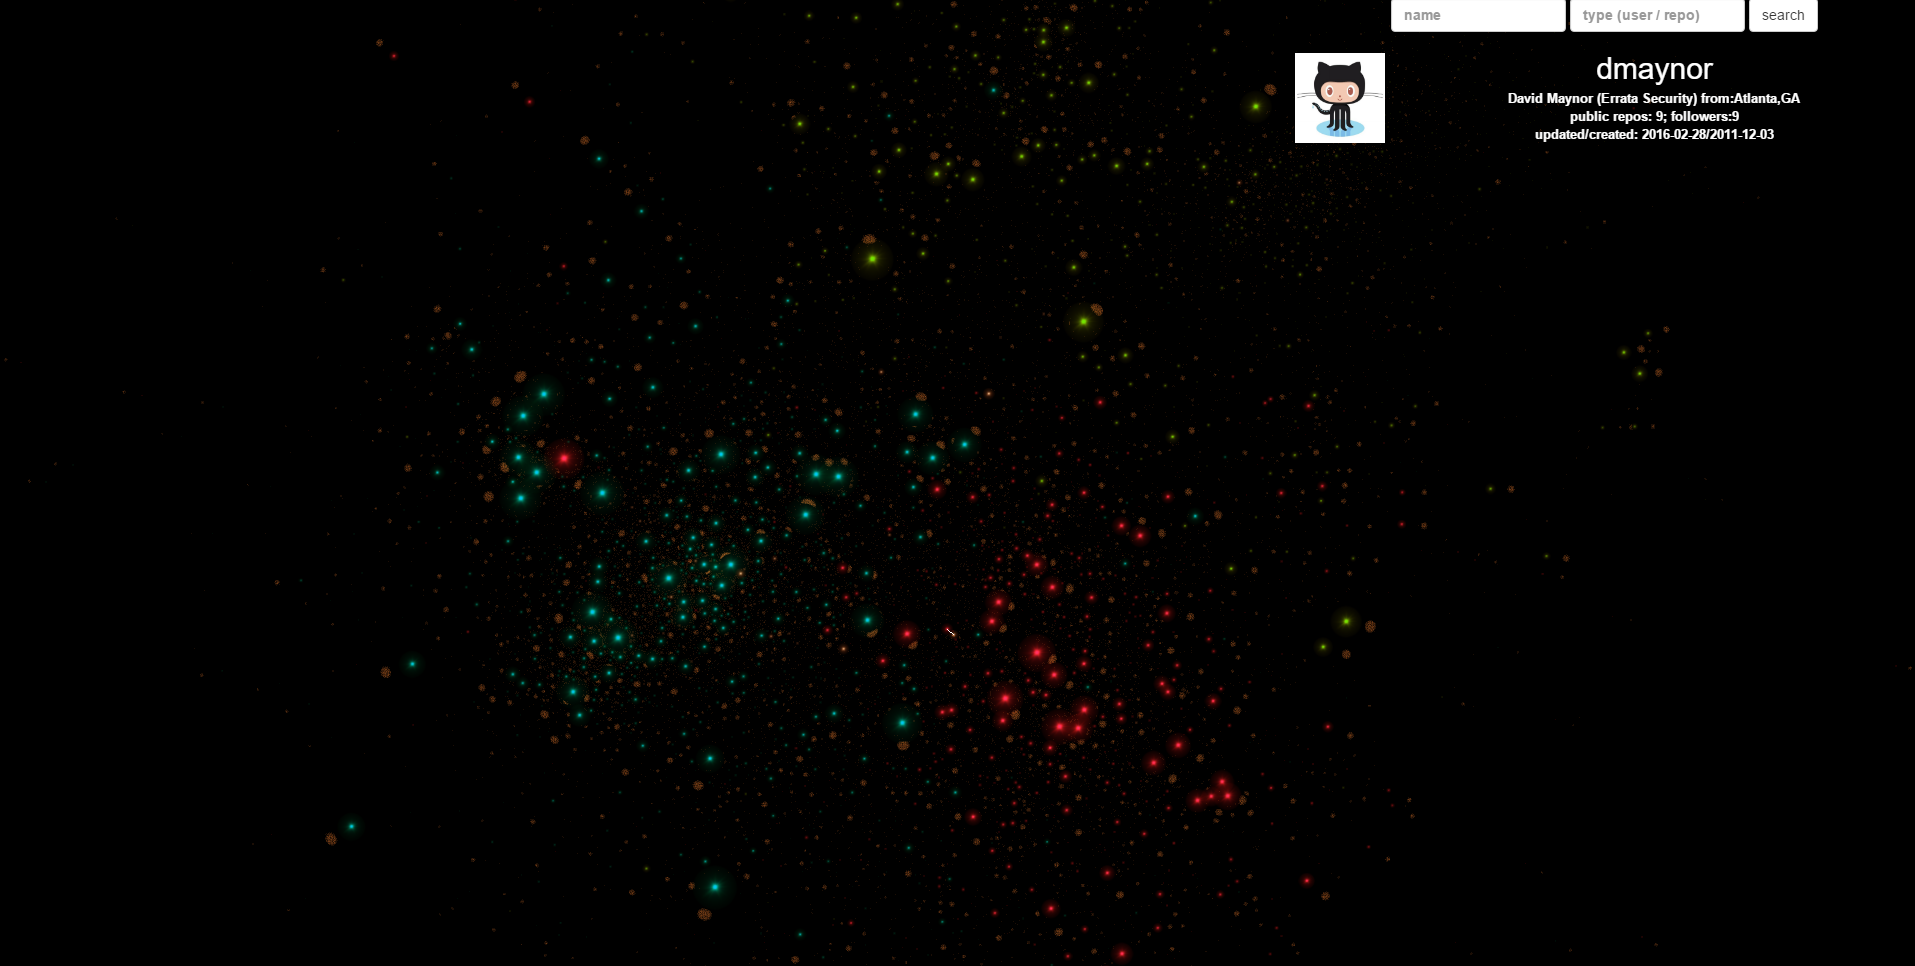 name type (user / repo) search
dmaynor
David Maynor (Errata Security) from:Atlanta,GA
public repos: 9; followers:9
updated/created: 2016-02-28/2011-12-03